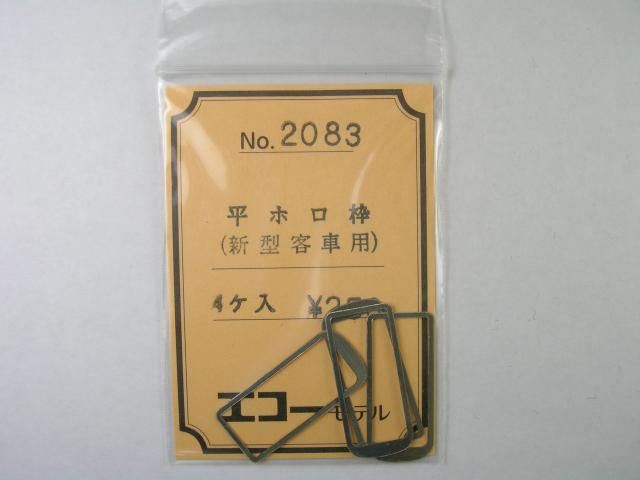 No. 2083
平ホロ枠
(新型客車用)
4ケ入 ¥250
エコーモデル